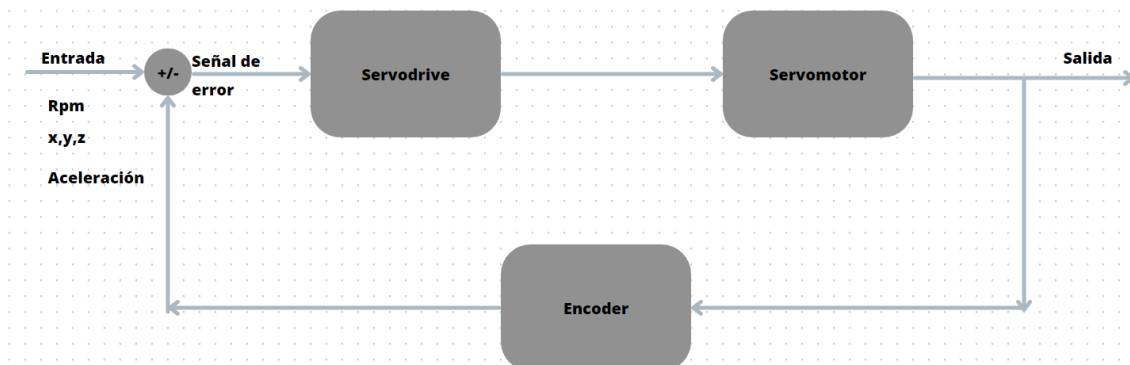 Entrada
+/-
Señal de
error
Servodrive
Servomotor
Salida
Rpm
x,y,z
Aceleración
Encoder